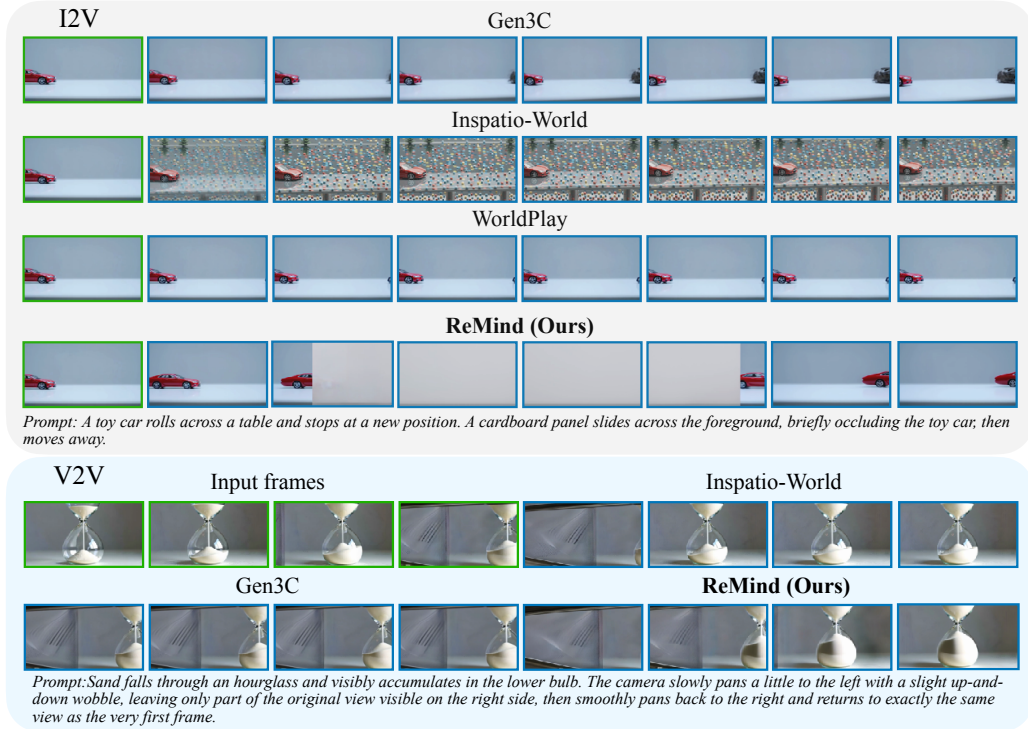 I2V
Gen3C
Inspatio-World
WorldPlay
ReMind (Ours)
Prompt: A toy car rolls across a table and stops at a new position. A cardboard panel slides across the foreground, briefly occluding the toy car, then
moves away.
V2V
Input frames
Inspatio-World
Gen3C
ReMind (Ours)
Prompt:Sand falls through an hourglass and visibly accumulates in the lower bulb. The camera slowly pans a little to the left with a slight up-and-
down wobble, leaving only part of the original view visible on the right side, then smoothly pans back to the right and returns to exactly the same
view as the very first frame.